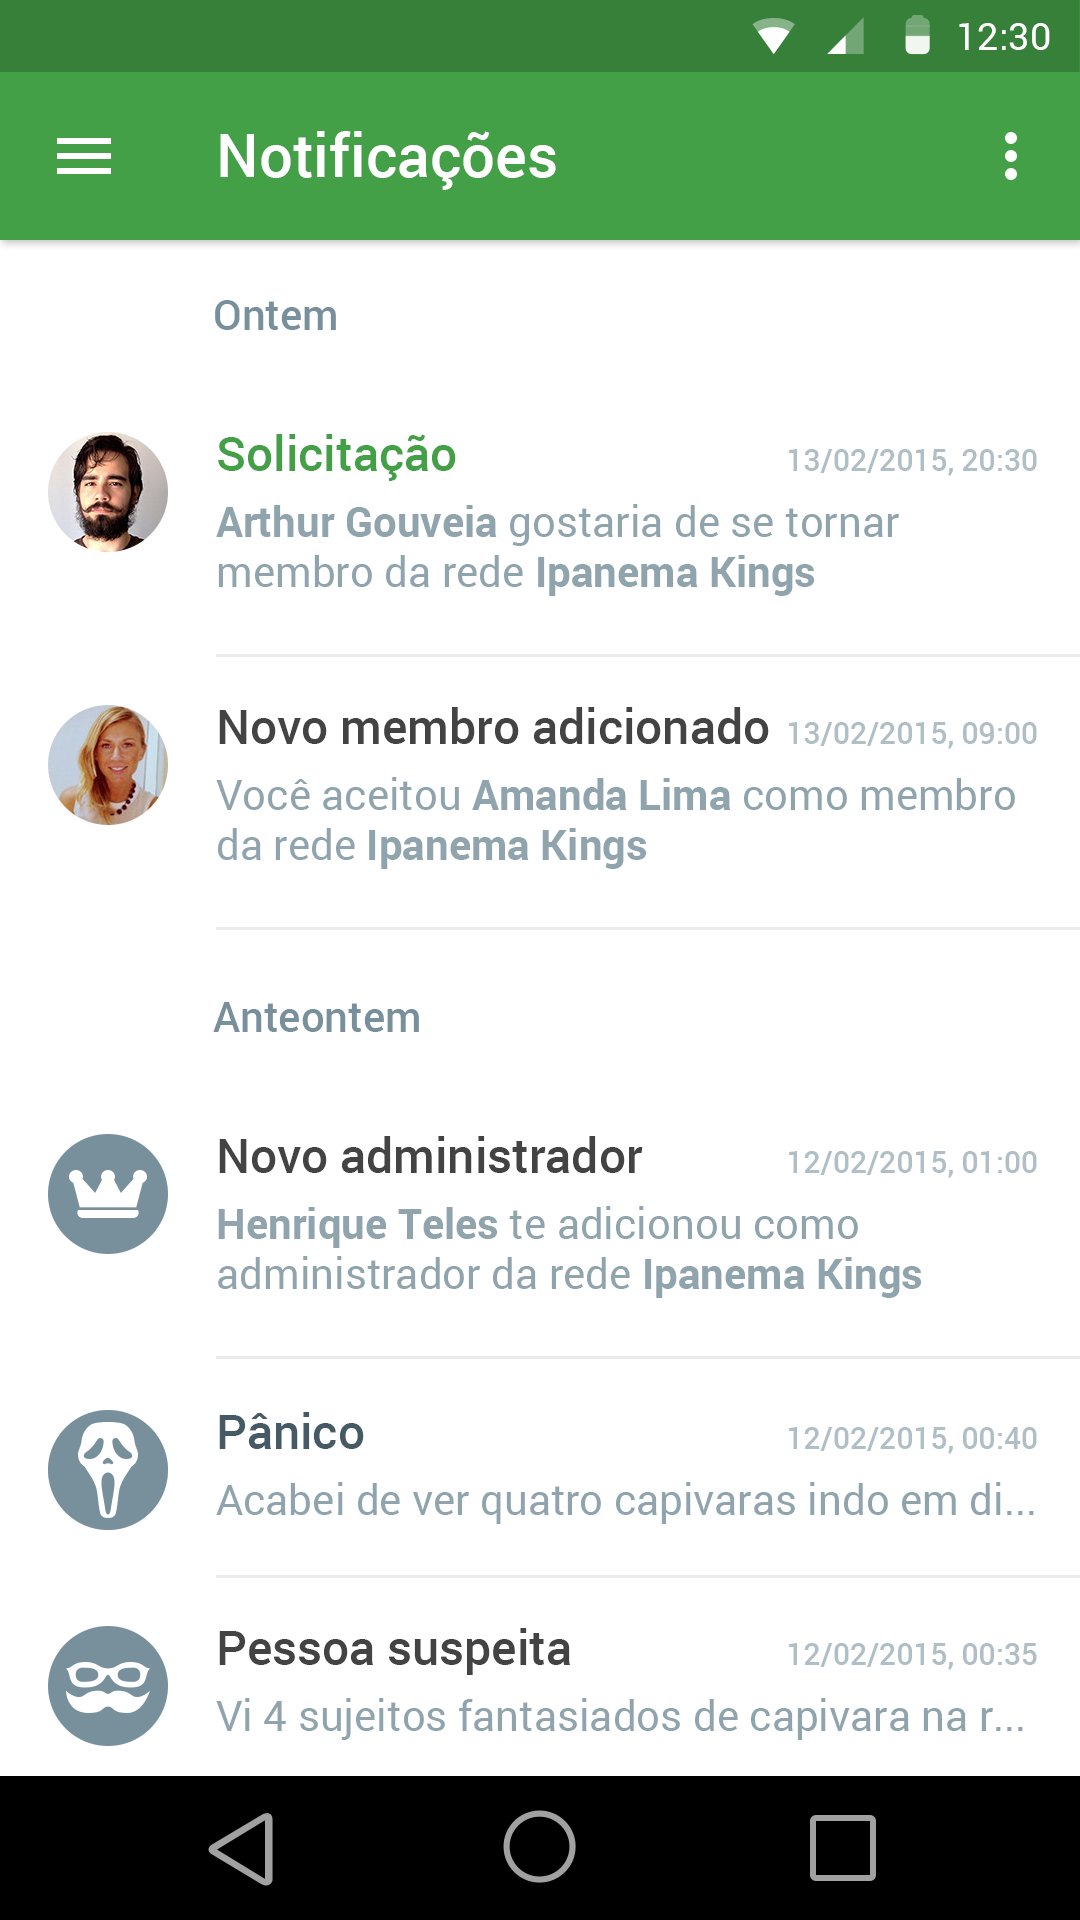 12:30
Notificações
Ontem
Solicitação 13/02/2015, 20:30
Arthur Gouveia gostaria de se tornar
membro da rede Ipanema Kings
Novo membro adicionado 13/02/2015, 09:00
Você aceitou Amanda Lima como membro
da rede Ipanema Kings
Anteontem
Novo administrador 12/02/2015, 01:00
Henrique Teles te adicionou como
administrador da rede Ipanema Kings
Pânico 12/02/2015, 00:40
Acabei de ver quatro capivaras indo em di...
Pessoa suspeita 12/02/2015, 00:35
Vi 4 sujeitos fantasiados de capivara na r...